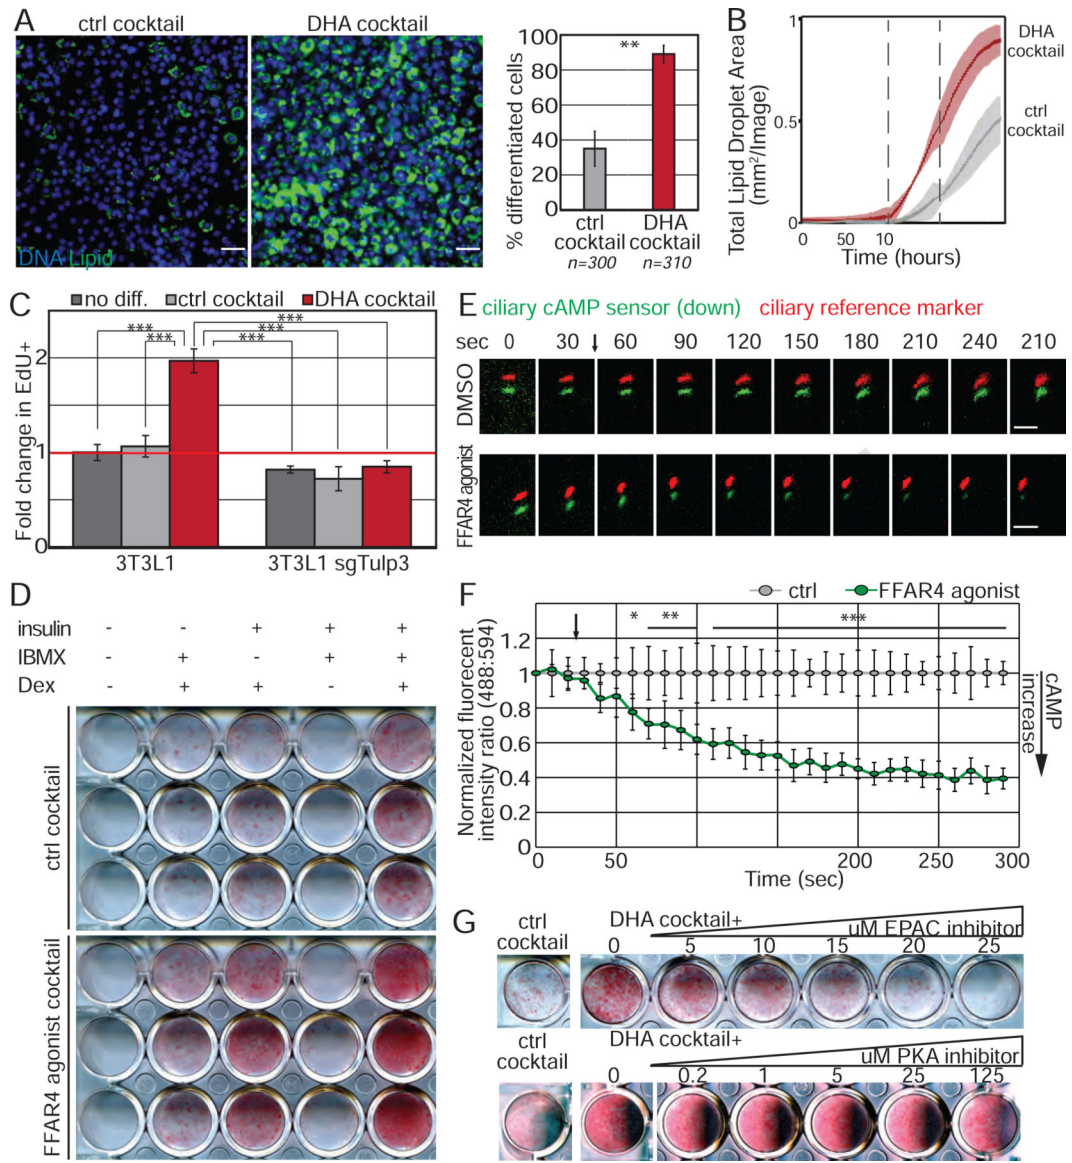 A
ctrl cocktail
DHA cocktail
DNA Lipid
% differentiated cells
100
80
60
40
20
0
**
ctrl cocktail
n=300
DHA cocktail
n=310
B
Total Lipid Droplet Area
(mm²/Image)
1
0.5
0
0 50 10
Time (hours)
DHA
cocktail
ctrl
cocktail
C
no diff. ctrl cocktail DHA cocktail
Fold change in EdU+
2
1
0
***
***
***
***
***
3T3L1
3T3L1 sgTulp3
E
ciliary cAMP sensor (down) ciliary reference marker
sec 0 30 60 90 120 150 180 210 240 210
DMSO
FFAR4 agonist
D
insulin - - + + +
IBMX - + - + +
Dex - + + - +
ctrl cocktail
FFAR4 agonist cocktail
F
ctrl FFAR4 agonist
Normalized fluorecent
intensity ratio (488:594)
1.2
1
0.8
0.6
0.4
0.2
0
* ** ***
cAMP
increase
0 50 200 250 300
Time (sec)
G
ctrl
cocktail
DHA cocktail+
uM EPAC inhibitor
0 5 10 15 20 25
ctrl
cocktail
DHA cocktail+
uM PKA inhibitor
0 0.2 1 5 25 125